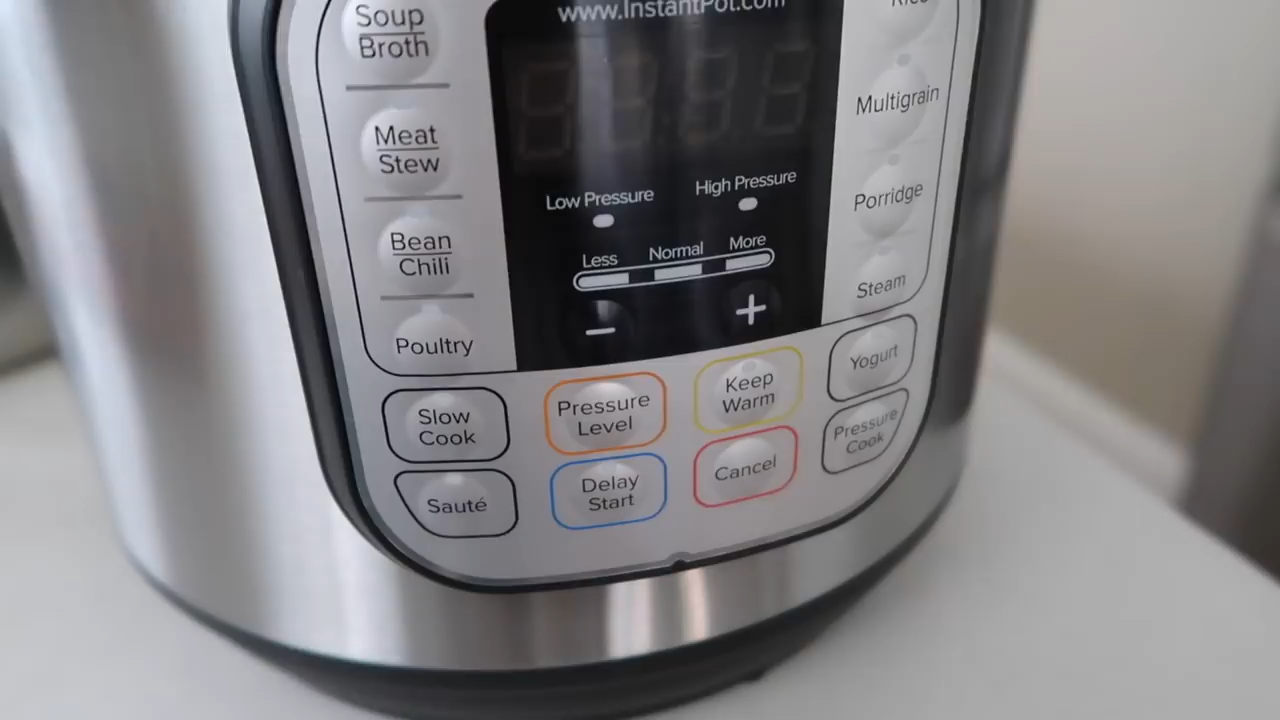 www.InstantPot.com
Soup
Broth
Meat
Stew
Bean
Chili
Poultry
Low Pressure
High Pressure
Less
Normal
More
−
+
Rice
Multigrain
Porridge
Steam
Slow
Cook
Sauté
Pressure
Level
Delay
Start
Keep
Warm
Cancel
Yogurt
Pressure
Cook